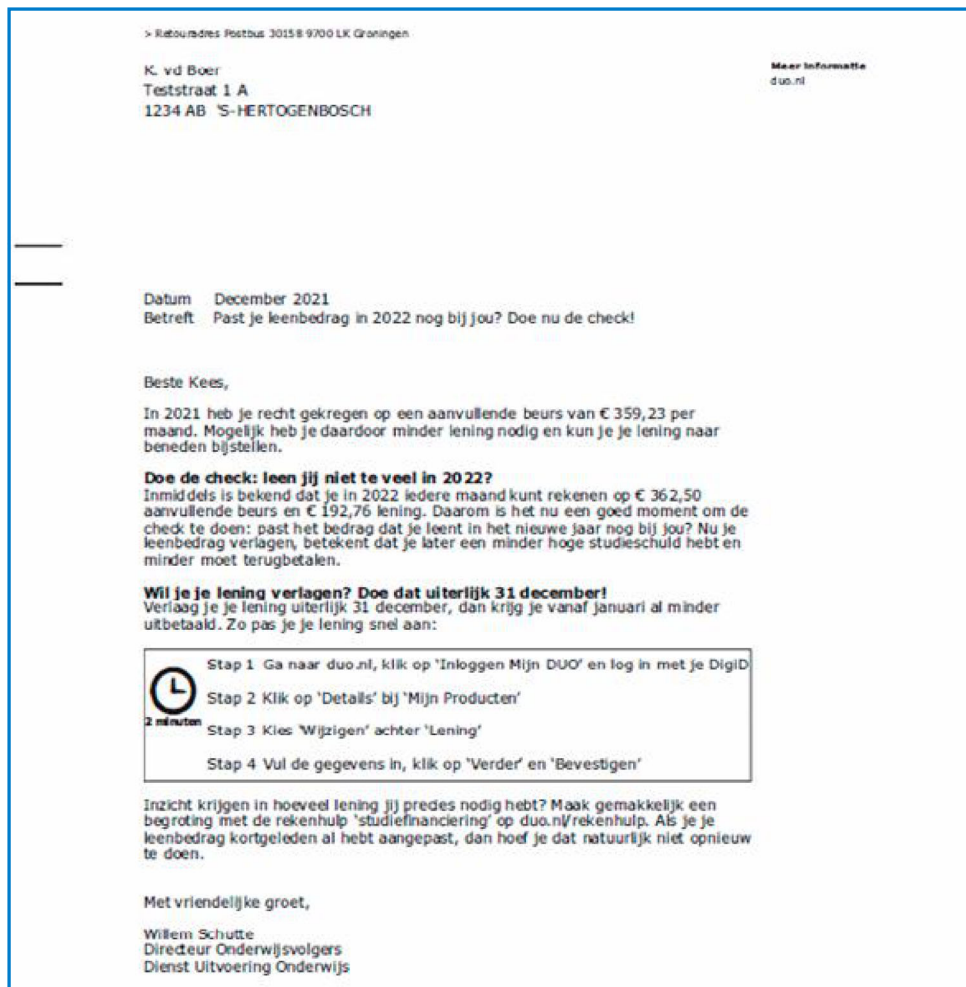 > Retouradres Postbus 30158 9700 LK Groningen
K. vd Boer
Teststraat 1 A
1234 AB 'S-HERTOGENBOSCH
Meer informatie
duo.nl
Datum December 2021
Betreft Past je leenbedrag in 2022 nog bij jou? Doe nu de check!
Beste Kees,
In 2021 heb je recht gekregen op een aanvullende beurs van € 359,23 per
maand. Mogelijk heb je daardoor minder lening nodig en kun je je lening naar
beneden bijstellen.
Doe de check: leen jij niet te veel in 2022?
Inmiddels is bekend dat je in 2022 iedere maand kunt rekenen op € 362,50
aanvullende beurs en € 192,76 lening. Daarom is het nu een goed moment om de
check te doen: past het bedrag dat je leent in het nieuwe jaar nog bij jou? Nu je
leenbedrag verlagen, betekent dat je later een minder hoge studieschuld hebt en
minder moet terugbetalen.
Wil je je lening verlagen? Doe dat uiterlijk 31 december!
Verlaag je je lening uiterlijk 31 december, dan krijg je vanaf januari al minder
uitbetaald. Zo pas je je lening snel aan:
2 minuten
Stap 1 Ga naar duo.nl, klik op 'Inloggen Mijn DUO' en log in met je DigiD
Stap 2 Klik op 'Details' bij 'Mijn Producten'
Stap 3 Kies 'Wijzigen' achter 'Lening'
Stap 4 Vul de gegevens in, klik op 'Verder' en 'Bevestigen'
Inzicht krijgen in hoeveel lening jij precies nodig hebt? Maak gemakkelijk een
begroting met de rekenhulp 'studiefinanciering' op duo.nl/rekenhulp. Als je je
leenbedrag kortgeleden al hebt aangepast, dan hoef je dat natuurlijk niet opnieuw
te doen.
Met vriendelijke groet,
Willem Schutte
Directeur Onderwijsvolgers
Dienst Uitvoering Onderwijs